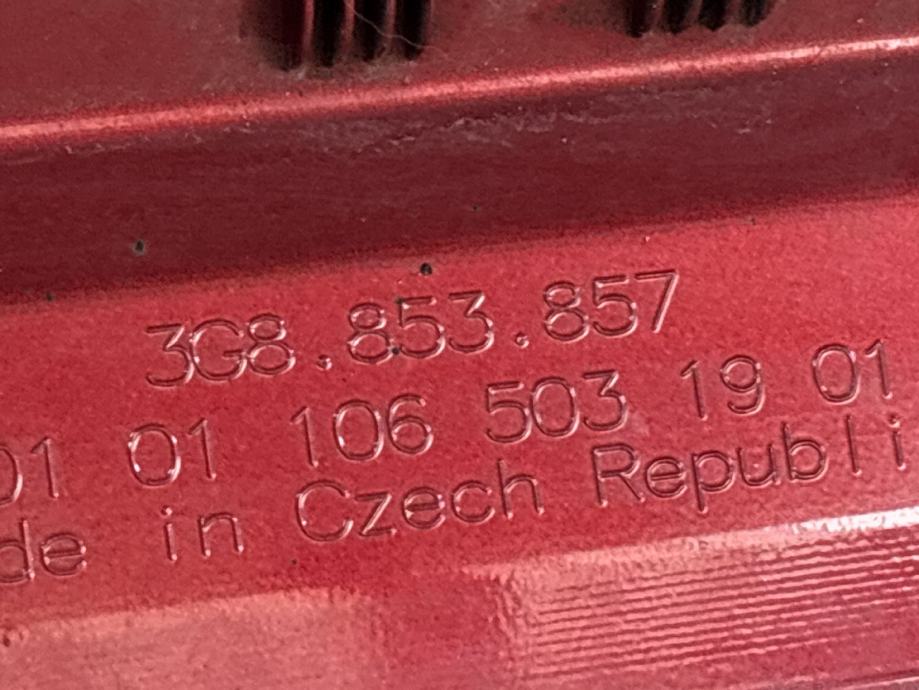 3G8.853.857
01 01 106 503 19 01
de in Czech Republi